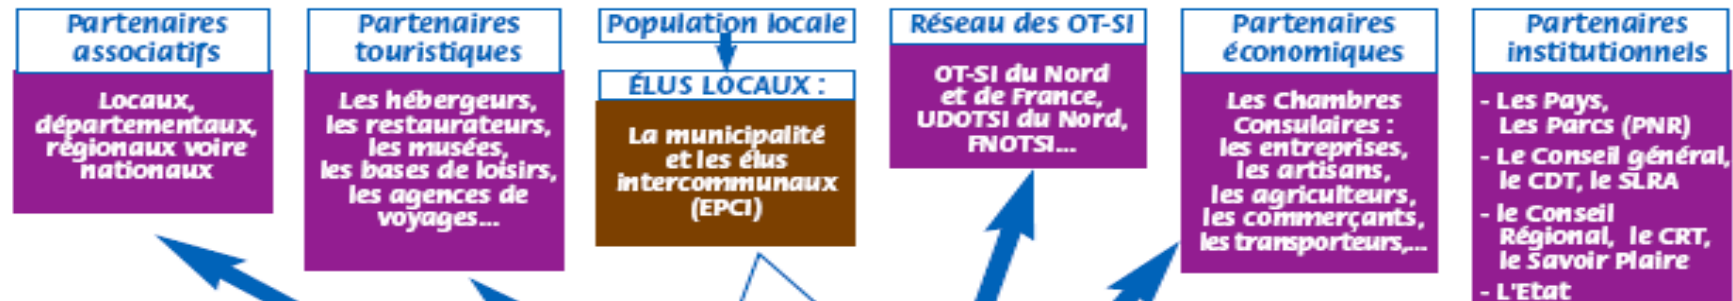 Partenaires
associatifs
Locaux,
départementaux,
régionaux voire
nationaux
Partenaires
touristiques
Les hébergeurs,
les restaurateurs,
les musées,
les bases de loisirs,
les agences de
voyages...
Population locale
ÉLUS LOCAUX :
La municipalité
et les élus
intercommunaux
(EPCI)
Réseau des OT-SI
OT-SI du Nord
et de France,
UDOTSI du Nord,
FNOTSI...
Partenaires
économiques
Les Chambres
Consulaires :
les entreprises,
les artisans,
les agriculteurs,
les commerçants,
les transporteurs,...
Partenaires
institutionnels
- Les Pays,
Les Parcs (PNR)
- Le Conseil général,
le CDT, le SLRA
- le Conseil
Régional, le CRT,
le Savoir Plaire
- L'Etat